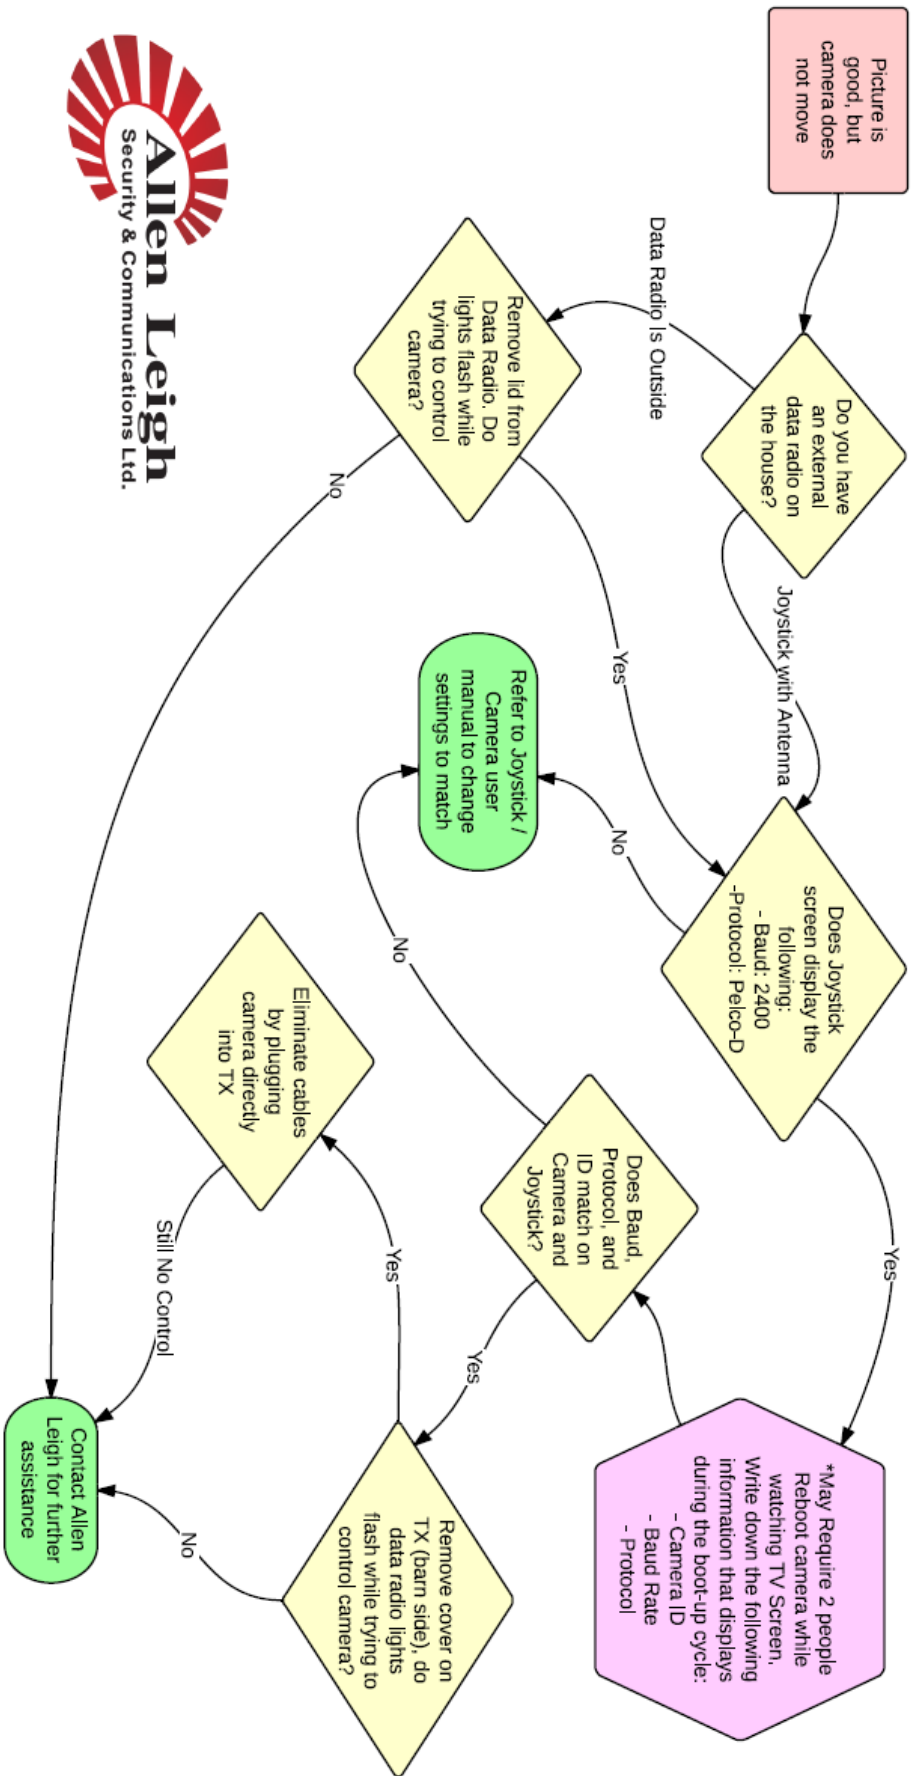 Picture is
good, but
camera does
not move
Do you have
an external
data radio on
the house?
Data Radio Is Outside
Joystick with Antenna
Remove lid from
Data Radio. Do
lights flash while
trying to control
camera?
Yes
No
Does Joystick
screen display the
following:
- Baud: 2400
-Protocol: Pelco-D
Yes
No
Refer to Joystick /
Camera user
manual to change
settings to match
*May Require 2 people
Reboot camera while
watching TV Screen,
Write down the following
information that displays
during the boot-up cycle:
- Camera ID
- Baud Rate
- Protocol
Does Baud,
Protocol, and
ID match on
Camera and
Joystick?
No
Yes
Remove cover on
TX (barn side), do
data radio lights
flash while trying to
control camera?
Yes
No
Eliminate cables
by plugging
camera directly
into TX
Still No Control
Contact Allen
Leigh for further
assistance
Allen Leigh
Security & Communications Ltd.